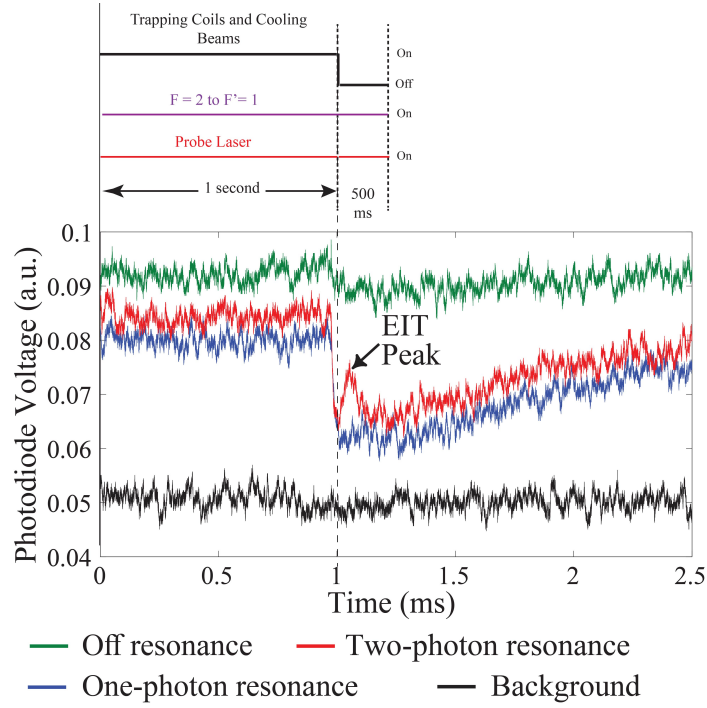 Trapping Coils and Cooling
Beams
On
Off
F = 2 to F'= 1
On
Probe Laser
On
1 second
500
ms
0.1
0.09
0.08
0.07
0.06
0.05
0.04
Photodiode Voltage (a.u.)
EIT
Peak
0
0.5
1
1.5
2
2.5
Time (ms)
Off resonance
Two-photon resonance
One-photon resonance
Background